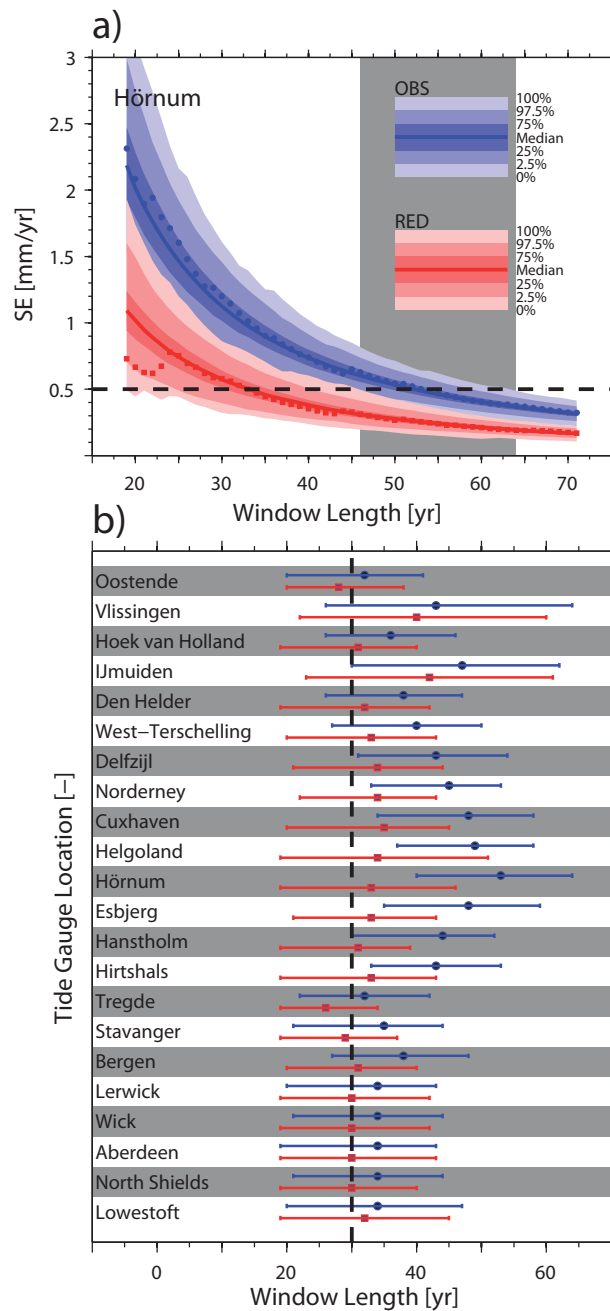 a)
Hörnum
OBS
100%
97.5%
75%
Median
25%
2.5%
0%
RED
100%
97.5%
75%
Median
25%
2.5%
0%
SE [mm/yr]
3
2.5
2
1.5
1
0.5
20 30 40 50 60 70
Window Length [yr]
b)
Tide Gauge Location [−]
Oostende
Vlissingen
Hoek van Holland
IJmuiden
Den Helder
West−Terschelling
Delfzijl
Norderney
Cuxhaven
Helgoland
Hörnum
Esbjerg
Hanstholm
Hirtshals
Tregde
Stavanger
Bergen
Lerwick
Wick
Aberdeen
North Shields
Lowestoft
0 20 40 60
Window Length [yr]